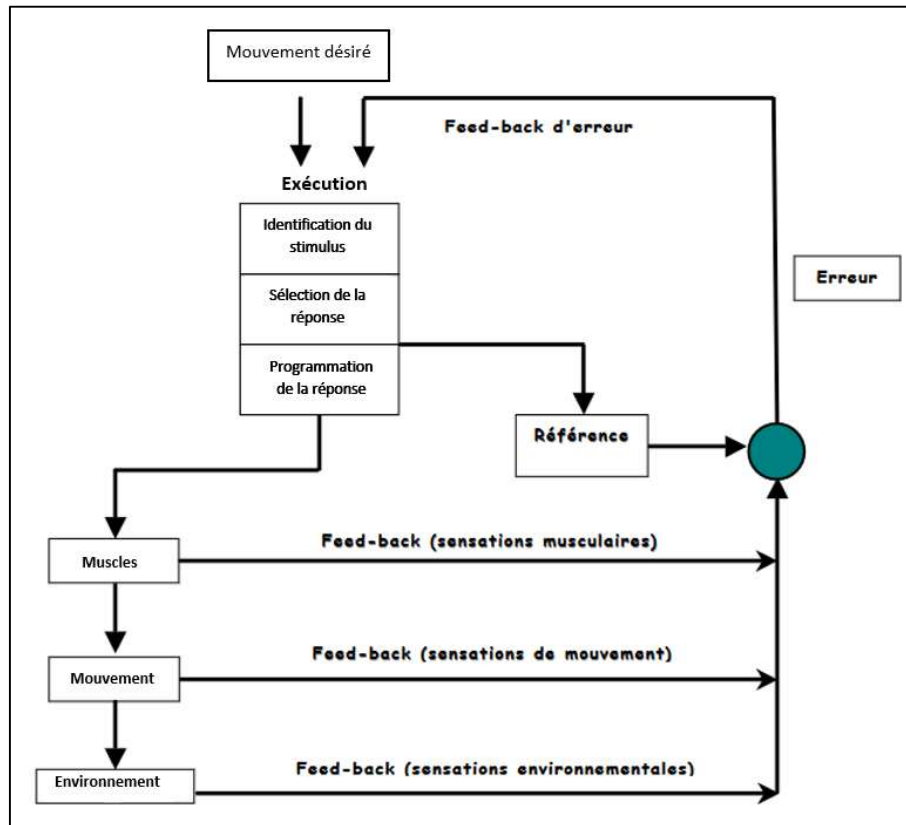 Mouvement désiré
Feed-back d'erreur
Exécution
Identification du
stimulus
Sélection de la
réponse
Programmation
de la réponse
Erreur
Référence
Feed-back (sensations musculaires)
Muscles
Feed-back (sensations de mouvement)
Mouvement
Feed-back (sensations environnementales)
Environnement